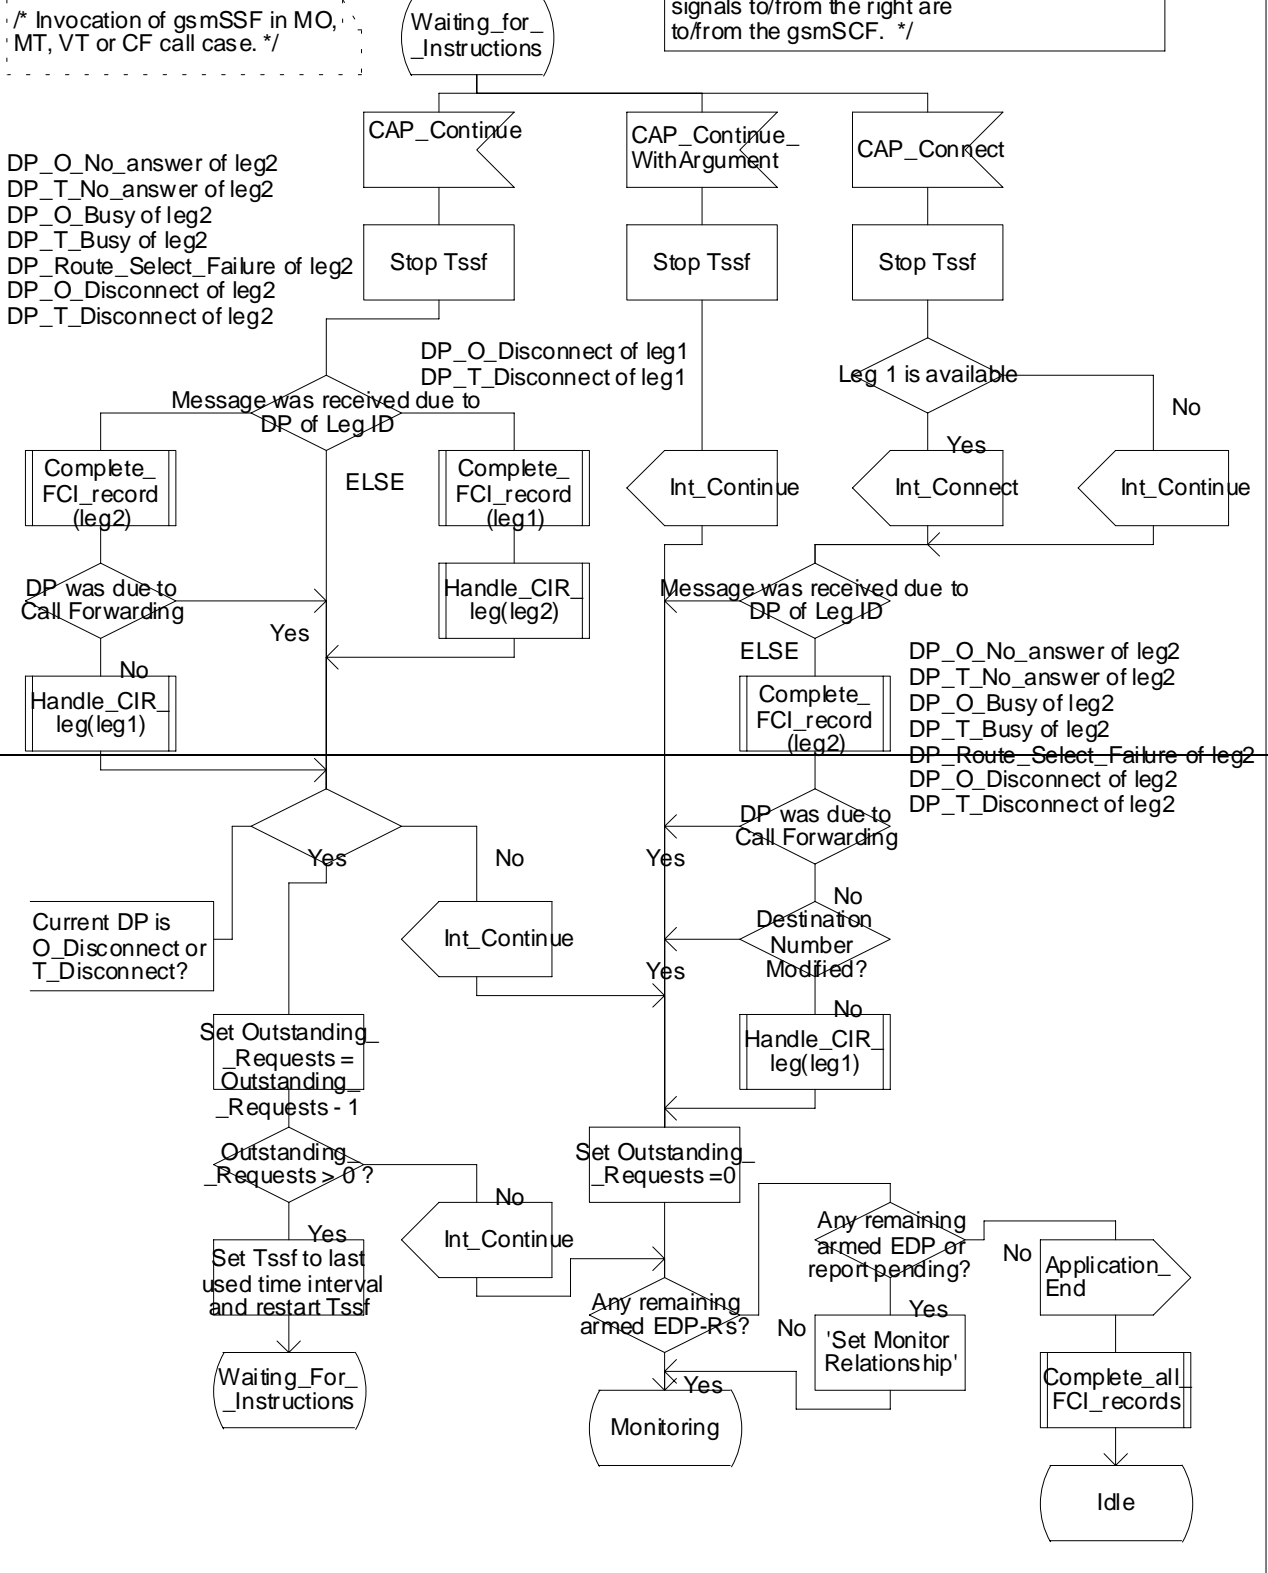 /* Invocation of gsmSSF in MO,
MT, VT or CF call case. */
Waiting_for_
_Instructions
signals to/from the right are
to/from the gsmSCF. */
CAP_Continue
CAP_Continue_
WithArgument
CAP_Connect
DP_O_No_answer of leg2
DP_T_No_answer of leg2
DP_O_Busy of leg2
DP_T_Busy of leg2
DP_Route_Select_Failure of leg2
DP_O_Disconnect of leg2
DP_T_Disconnect of leg2
Stop Tssf
Stop Tssf
Stop Tssf
DP_O_Disconnect of leg1
DP_T_Disconnect of leg1
Leg 1 is available
Message was received due to
DP of Leg ID
No
Yes
Complete_
FCI_record
(leg2)
ELSE
Complete_
FCI_record
(leg1)
Int_Continue
Int_Connect
Int_Continue
DP was due to
Call Forwarding
Yes
Handle_CIR_
leg(leg2)
Message was received due to
DP of Leg ID
No
Handle_CIR_
leg(leg1)
ELSE
Complete_
FCI_record
(leg2)
DP_O_No_answer of leg2
DP_T_No_answer of leg2
DP_O_Busy of leg2
DP_T_Busy of leg2
DP_Route_Select_Failure of leg2
DP_O_Disconnect of leg2
DP_T_Disconnect of leg2
DP was due to
Call Forwarding
Yes
No
Yes
No
Current DP is
O_Disconnect or
T_Disconnect?
Int_Continue
Destination
Number
Modified?
Yes
No
Set Outstanding_
_Requests =
Outstanding_
_Requests - 1
Handle_CIR_
leg(leg1)
Outstanding_
_Requests > 0 ?
Set Outstanding_
_Requests =0
No
Yes
Int_Continue
Set Tssf to last
used time interval
and restart Tssf
Any remaining
armed EDP or
report pending?
No
Application_
End
Any remaining
armed EDP-Rs?
No
Yes
'Set Monitor
Relationship'
Yes
Waiting_For_
_Instructions
Monitoring
Complete_all_
FCI_records
Idle